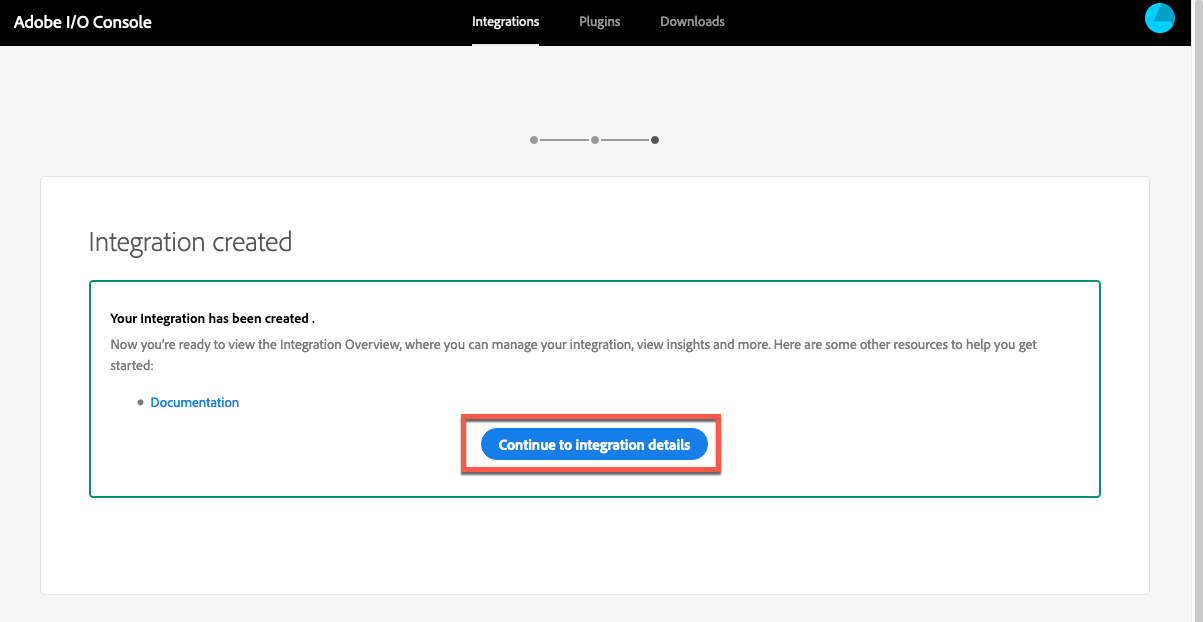 Adobe I/O Console
Integrations
Plugins
Downloads
Integration created
Your Integration has been created .
Now you're ready to view the Integration Overview, where you can manage your integration, view insights and more. Here are some other resources to help you get
started:
Documentation
Continue to integration details